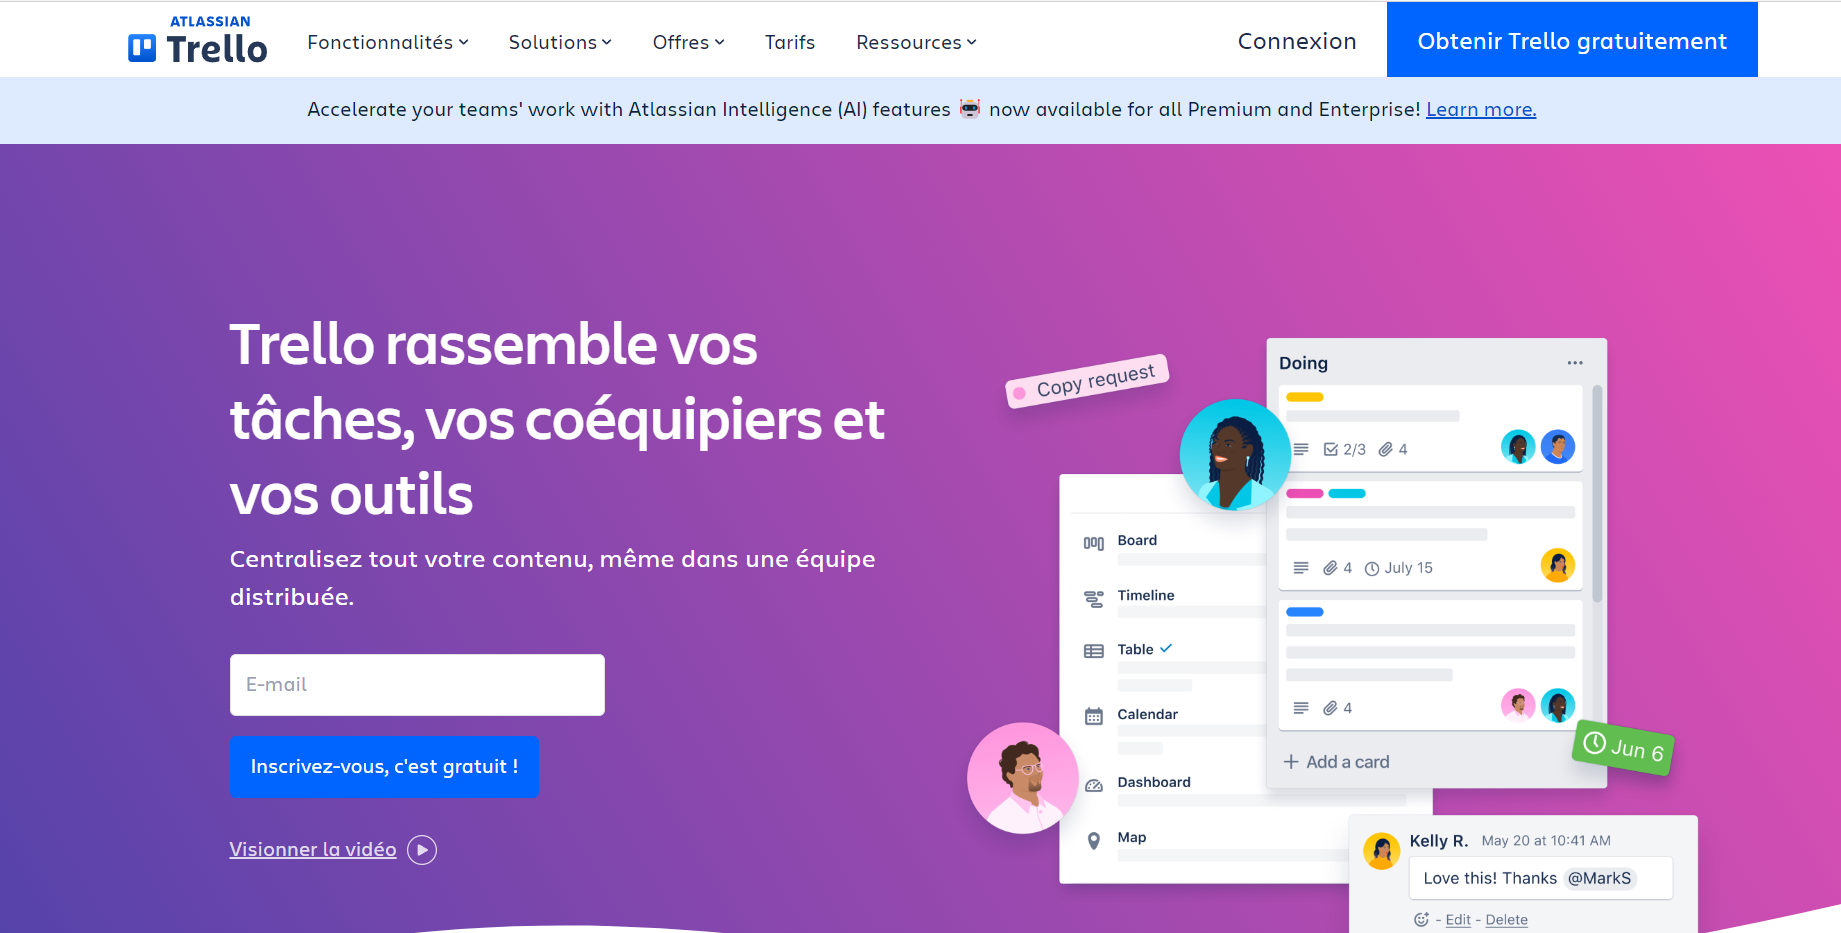 ATLASSIAN
Trello
Fonctionnalités
Solutions
Offres
Tarifs
Ressources
Connexion
Obtenir Trello gratuitement
Accelerate your teams' work with Atlassian Intelligence (AI) features 🤖 now available for all Premium and Enterprise! Learn more.
Trello rassemble vos
tâches, vos coéquipiers et
vos outils
Centralisez tout votre contenu, même dans une équipe
distribuée.
E-mail
Inscrivez-vous, c'est gratuit !
Visionner la vidéo
Copy request
Board
Timeline
Table
Calendar
Dashboard
Map
Doing
2/3 4
4 July 15
4
Add a card
Jun 6
Kelly R. May 20 at 10:41 AM
Love this! Thanks @MarkS
- Edit - Delete